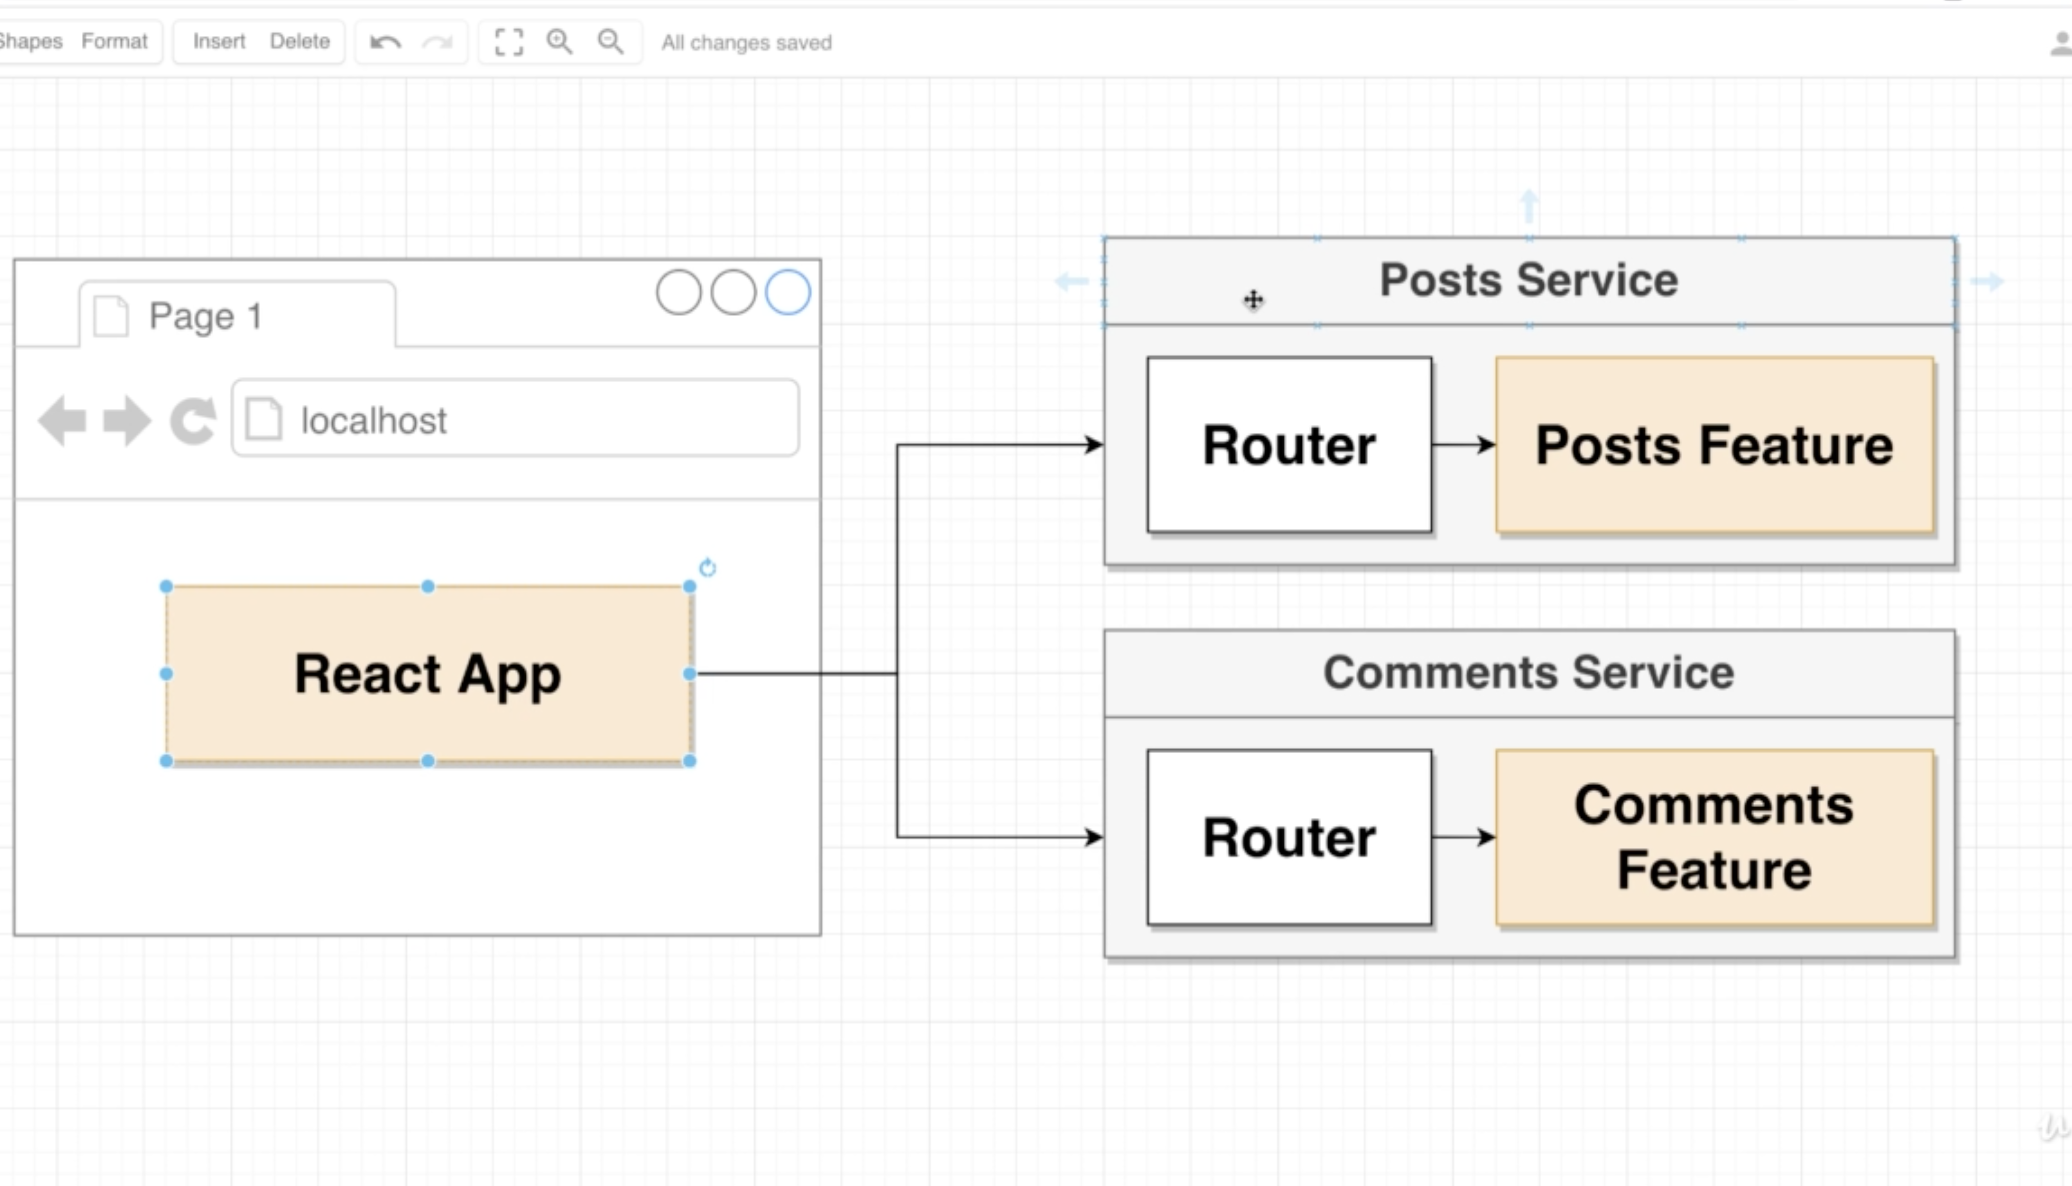 Shapes Format Insert Delete All changes saved
Page 1
localhost
React App
Posts Service
Router
Posts Feature
Comments Service
Router
Comments
Feature